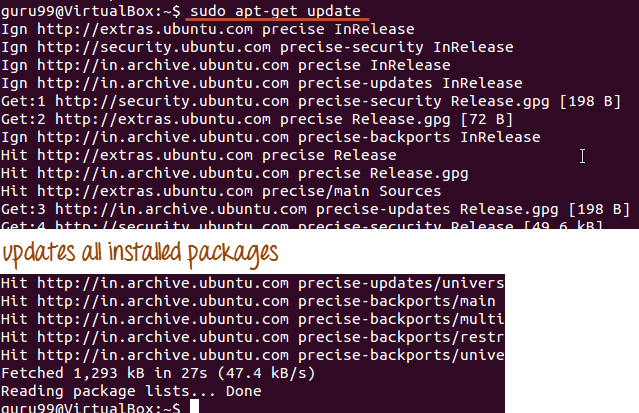 guru99@VirtualBox:~$ sudo apt-get update
Ign http://extras.ubuntu.com precise InRelease
Ign http://security.ubuntu.com precise-security InRelease
Ign http://in.archive.ubuntu.com precise InRelease
Ign http://in.archive.ubuntu.com precise-updates InRelease
Get:1 http://security.ubuntu.com precise-security Release.gpg [198 B]
Get:2 http://extras.ubuntu.com precise Release.gpg [72 B]
Ign http://in.archive.ubuntu.com precise-backports InRelease
Hit http://extras.ubuntu.com precise Release
Hit http://in.archive.ubuntu.com precise Release.gpg
Hit http://extras.ubuntu.com precise/main Sources
Get:3 http://in.archive.ubuntu.com precise-updates Release.gpg [198 B]
Get:4 http://security.ubuntu.com precise-security Release [49.6 kB]
updates all installed packages
Hit http://in.archive.ubuntu.com precise-updates/univers
Hit http://in.archive.ubuntu.com precise-backports/main
Hit http://in.archive.ubuntu.com precise-backports/multi
Hit http://in.archive.ubuntu.com precise-backports/restr
Hit http://in.archive.ubuntu.com precise-backports/unive
Fetched 1,293 kB in 27s (47.4 kB/s)
Reading package lists... Done
guru99@VirtualBox:~$